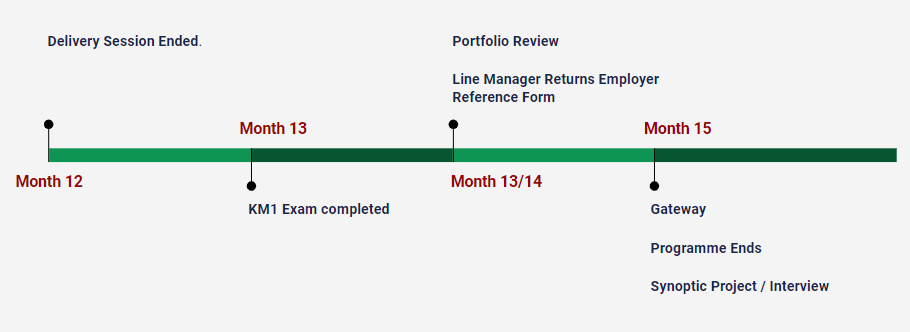 Delivery Session Ended.
Portfolio Review
Line Manager Returns Employer
Reference Form
Month 13
Month 15
Month 12
Month 13/14
KM1 Exam completed
Gateway
Programme Ends
Synoptic Project / Interview